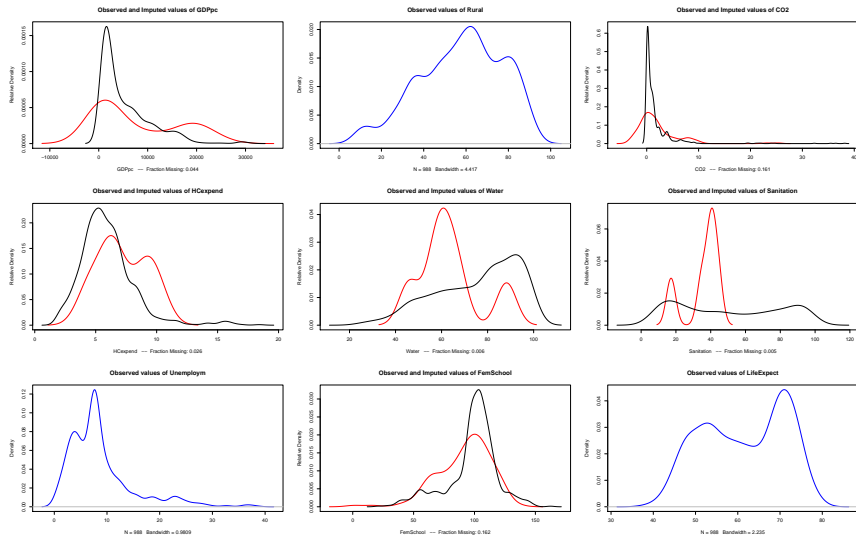 Observed and Imputed values of GDPpc
Relative Density
0.00000 0.00005 0.00010 0.00015
−10000 0 10000 20000 30000
GDPpc −− Fraction Missing: 0.044
Observed values of Rural
Density
0.000 0.005 0.010 0.015 0.020
0 20 40 60 80 100
N = 988 Bandwidth = 4.417
Observed and Imputed values of CO2
Relative Density
0.0 0.1 0.2 0.3 0.4 0.5 0.6
0 10 20 30 40
CO2 −− Fraction Missing: 0.161
Observed and Imputed values of HCexpend
Relative Density
0.00 0.05 0.10 0.15 0.20
0 5 10 15 20
HCexpend −− Fraction Missing: 0.026
Observed and Imputed values of Water
Relative Density
0.00 0.01 0.02 0.03 0.04
20 40 60 80 100
Water −− Fraction Missing: 0.006
Observed and Imputed values of Sanitation
Relative Density
0.00 0.02 0.04 0.06
0 20 40 60 80 100 120
Sanitation −− Fraction Missing: 0.005
Observed values of Unemploym
Density
0.00 0.02 0.04 0.06 0.08 0.10 0.12
0 10 20 30 40
N = 988 Bandwidth = 0.9809
Observed and Imputed values of FemSchool
Relative Density
0.000 0.005 0.010 0.015 0.020 0.025 0.030
0 50 100 150
FemSchool −− Fraction Missing: 0.162
Observed values of LifeExpect
Density
0.00 0.01 0.02 0.03 0.04
30 40 50 60 70 80
N = 988 Bandwidth = 2.235